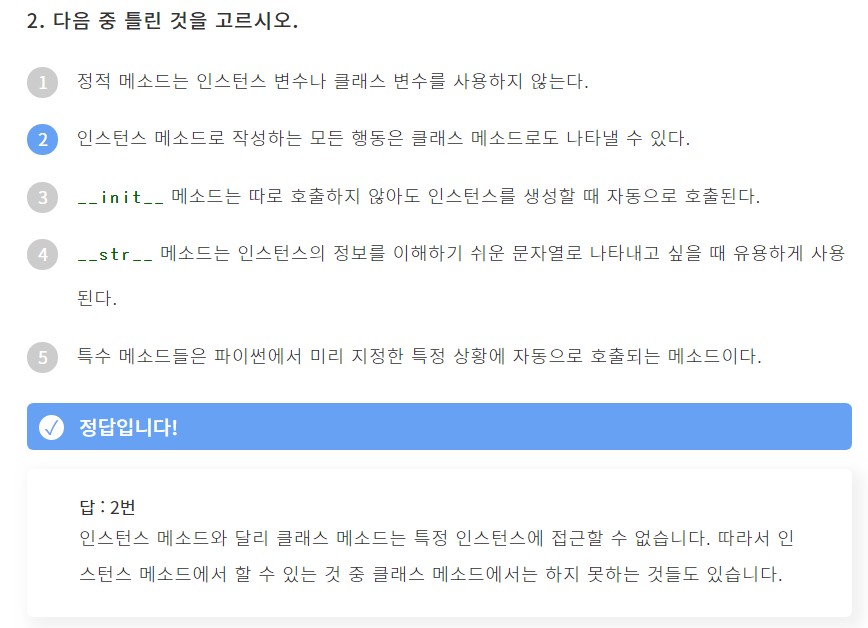 2. 다음 중 틀린 것을 고르시오.
1 정적 메소드는 인스턴스 변수나 클래스 변수를 사용하지 않는다.
2 인스턴스 메소드로 작성하는 모든 행동은 클래스 메소드로도 나타낼 수 있다.
3 __init__ 메소드는 따로 호출하지 않아도 인스턴스를 생성할 때 자동으로 호출된다.
4 __str__ 메소드는 인스턴스의 정보를 이해하기 쉬운 문자열로 나타내고 싶을 때 유용하게 사용
된다.
5 특수 메소드들은 파이썬에서 미리 지정한 특정 상황에 자동으로 호출되는 메소드이다.
정답입니다!
답 : 2번
인스턴스 메소드와 달리 클래스 메소드는 특정 인스턴스에 접근할 수 없습니다. 따라서 인
스턴스 메소드에서 할 수 있는 것 중 클래스 메소드에서는 하지 못하는 것들도 있습니다.